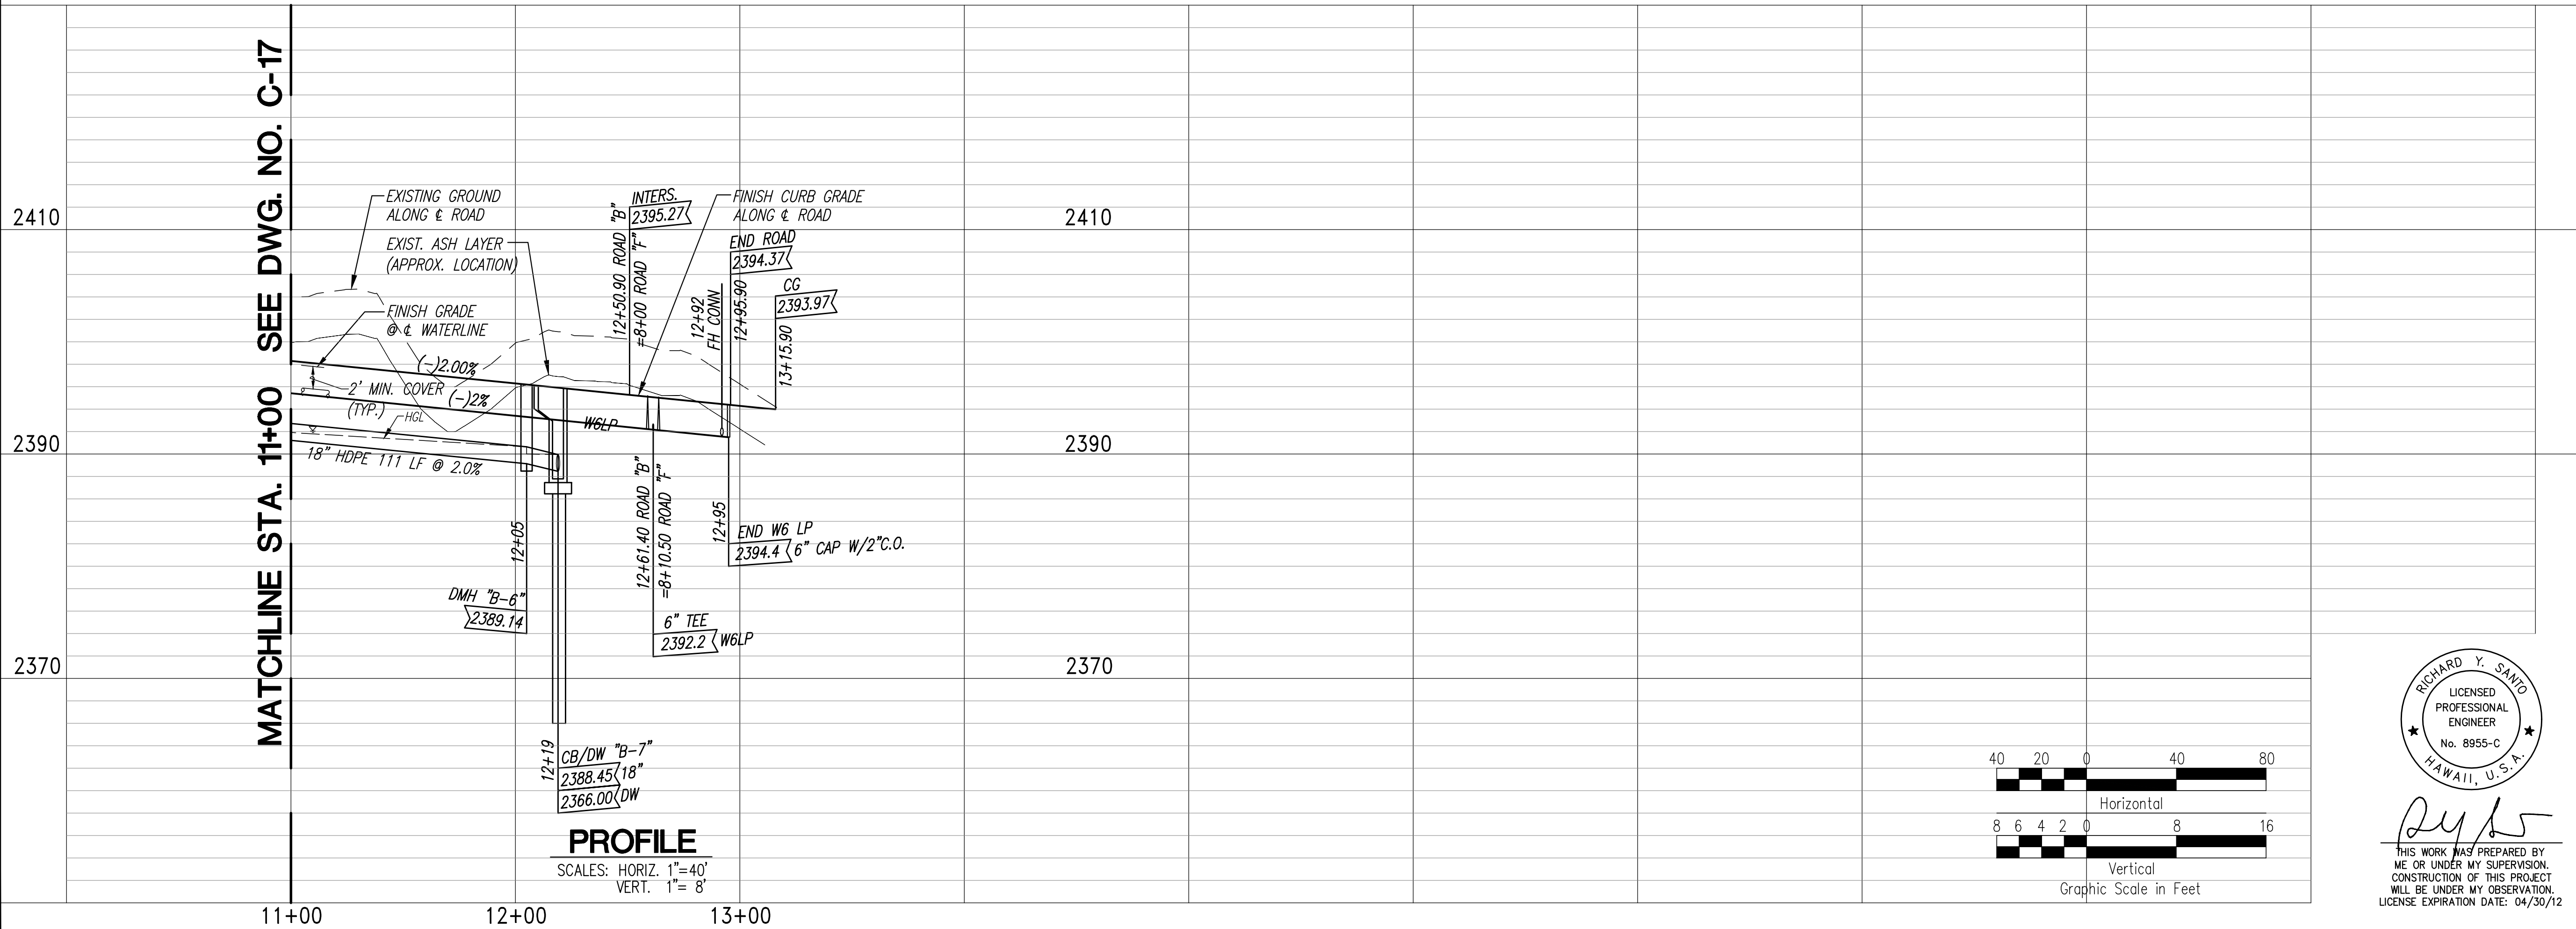 MATCHLINE STA. 11+00 SEE DWG. NO. C-17
2410
2390
2370
2410
2390
2370
EXISTING GROUND
ALONG ℄ ROAD
EXIST. ASH LAYER
(APPROX. LOCATION)
FINISH GRADE
@ ℄ WATERLINE
(-)2.00%
2' MIN. COVER
(TYP.)
(-)2%
HGL
18" HDPE 111 LF @ 2.0%
W6LP
12+50.90 ROAD "B"
=8+00 ROAD "F"
INTERS.
2395.27
FINISH CURB GRADE
ALONG ℄ ROAD
12+92
FH CONN
12+95.90
END ROAD
2394.37
13+15.90
CG
2393.97
12+05
DMH "B-6"
2389.14
12+19
CB/DW "B-7"
2388.45 18"
2366.00 DW
12+61.40 ROAD "B"
=8+10.50 ROAD "F"
6" TEE
2392.2 W6LP
12+95
END W6 LP
2394.4 6" CAP W/2"C.O.
PROFILE
SCALES: HORIZ. 1"=40'
VERT. 1"= 8'
11+00
12+00
13+00
40 20 0 40 80
Horizontal
8 6 4 2 0 8 16
Vertical
Graphic Scale in Feet
RICHARD Y. SANTO
LICENSED
PROFESSIONAL
ENGINEER
No. 8955-C
HAWAII, U.S.A.
THIS WORK WAS PREPARED BY
ME OR UNDER MY SUPERVISION.
CONSTRUCTION OF THIS PROJECT
WILL BE UNDER MY OBSERVATION.
LICENSE EXPIRATION DATE: 04/30/12